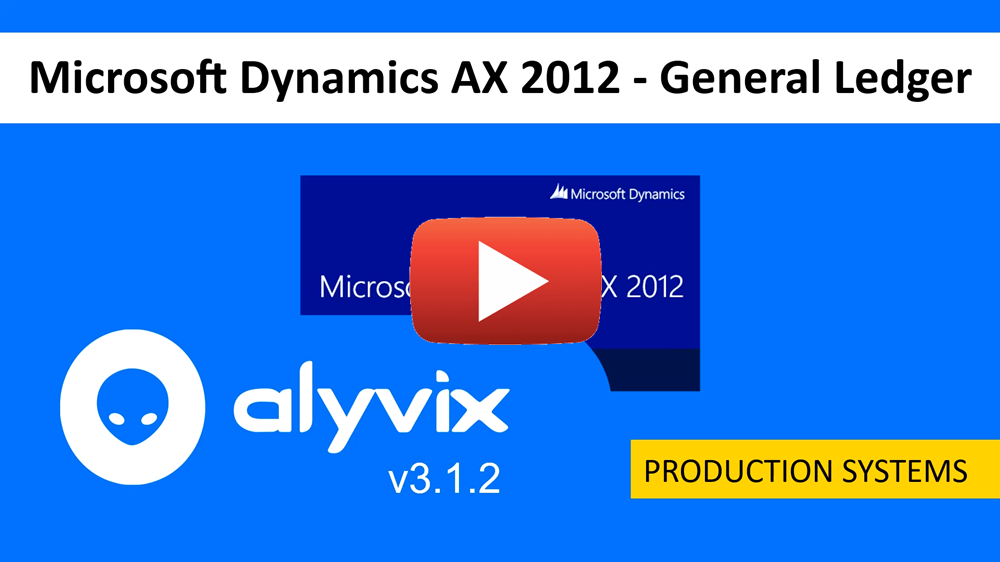 Microsoft Dynamics AX 2012 - General Ledger
Microsoft Dynamics
X 2012
alyvix
v3.1.2
PRODUCTION SYSTEMS